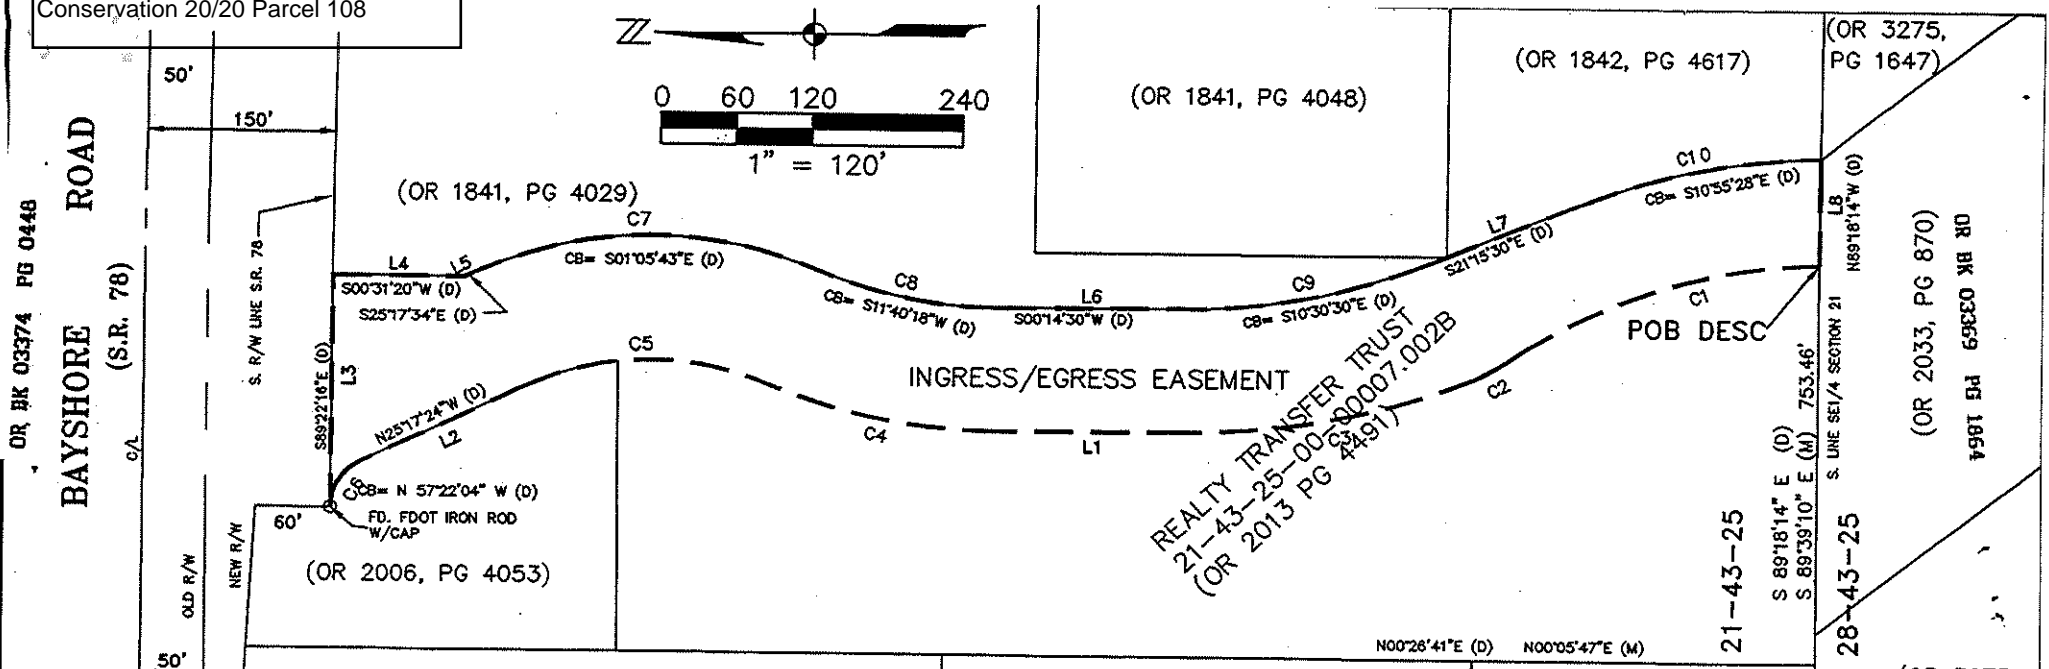 Conservation 20/20 Parcel 108
50'
150'
OR BK 03374 PG 0448
BAYSHORE ROAD
(S.R. 78)
C/L
S. R/W LINE S.R. 78
OLD R/W
NEW R/W
50'
60'
Z
0 60 120 240
1" = 120'
(OR 1841, PG 4029)
(OR 1841, PG 4048)
(OR 1842, PG 4617)
(OR 3275,
PG 1647)
C7
CB= S01°05'43"E (D)
L4
L5
S00°31'20"W (D)
S25°17'34"E (D)
C8
CB= S11°40'18"W (D)
L6
S00°14'30"W (D)
C9
CB= S10°30'30"E (D)
L7
S21°15'30"E (D)
C10
CB= S10°55'28"E (D)
L8
N89°18'14"W (D)
L3
S89°22'16"E (D)
C5
N25°17'24"W (D)
L2
C6
CB= N 57°22'04" W (D)
FD. FDOT IRON ROD
W/CAP
(OR 2006, PG 4053)
INGRESS/EGRESS EASEMENT
C4
L1
C3
C2
C1
POB DESC
REALTY TRANSFER TRUST
21-43-25-00-00007.002B
(OR 2013 PG 4491)
21-43-25
S 89°18'14" E (D)
S 89°39'10" E (M) 753.46'
S. LINE SE1/4 SECTION 21
28-43-25
(OR 2033, PG 870)
OR BK 03369 PG 1864
N00°26'41"E (D) N00°05'47"E (M)